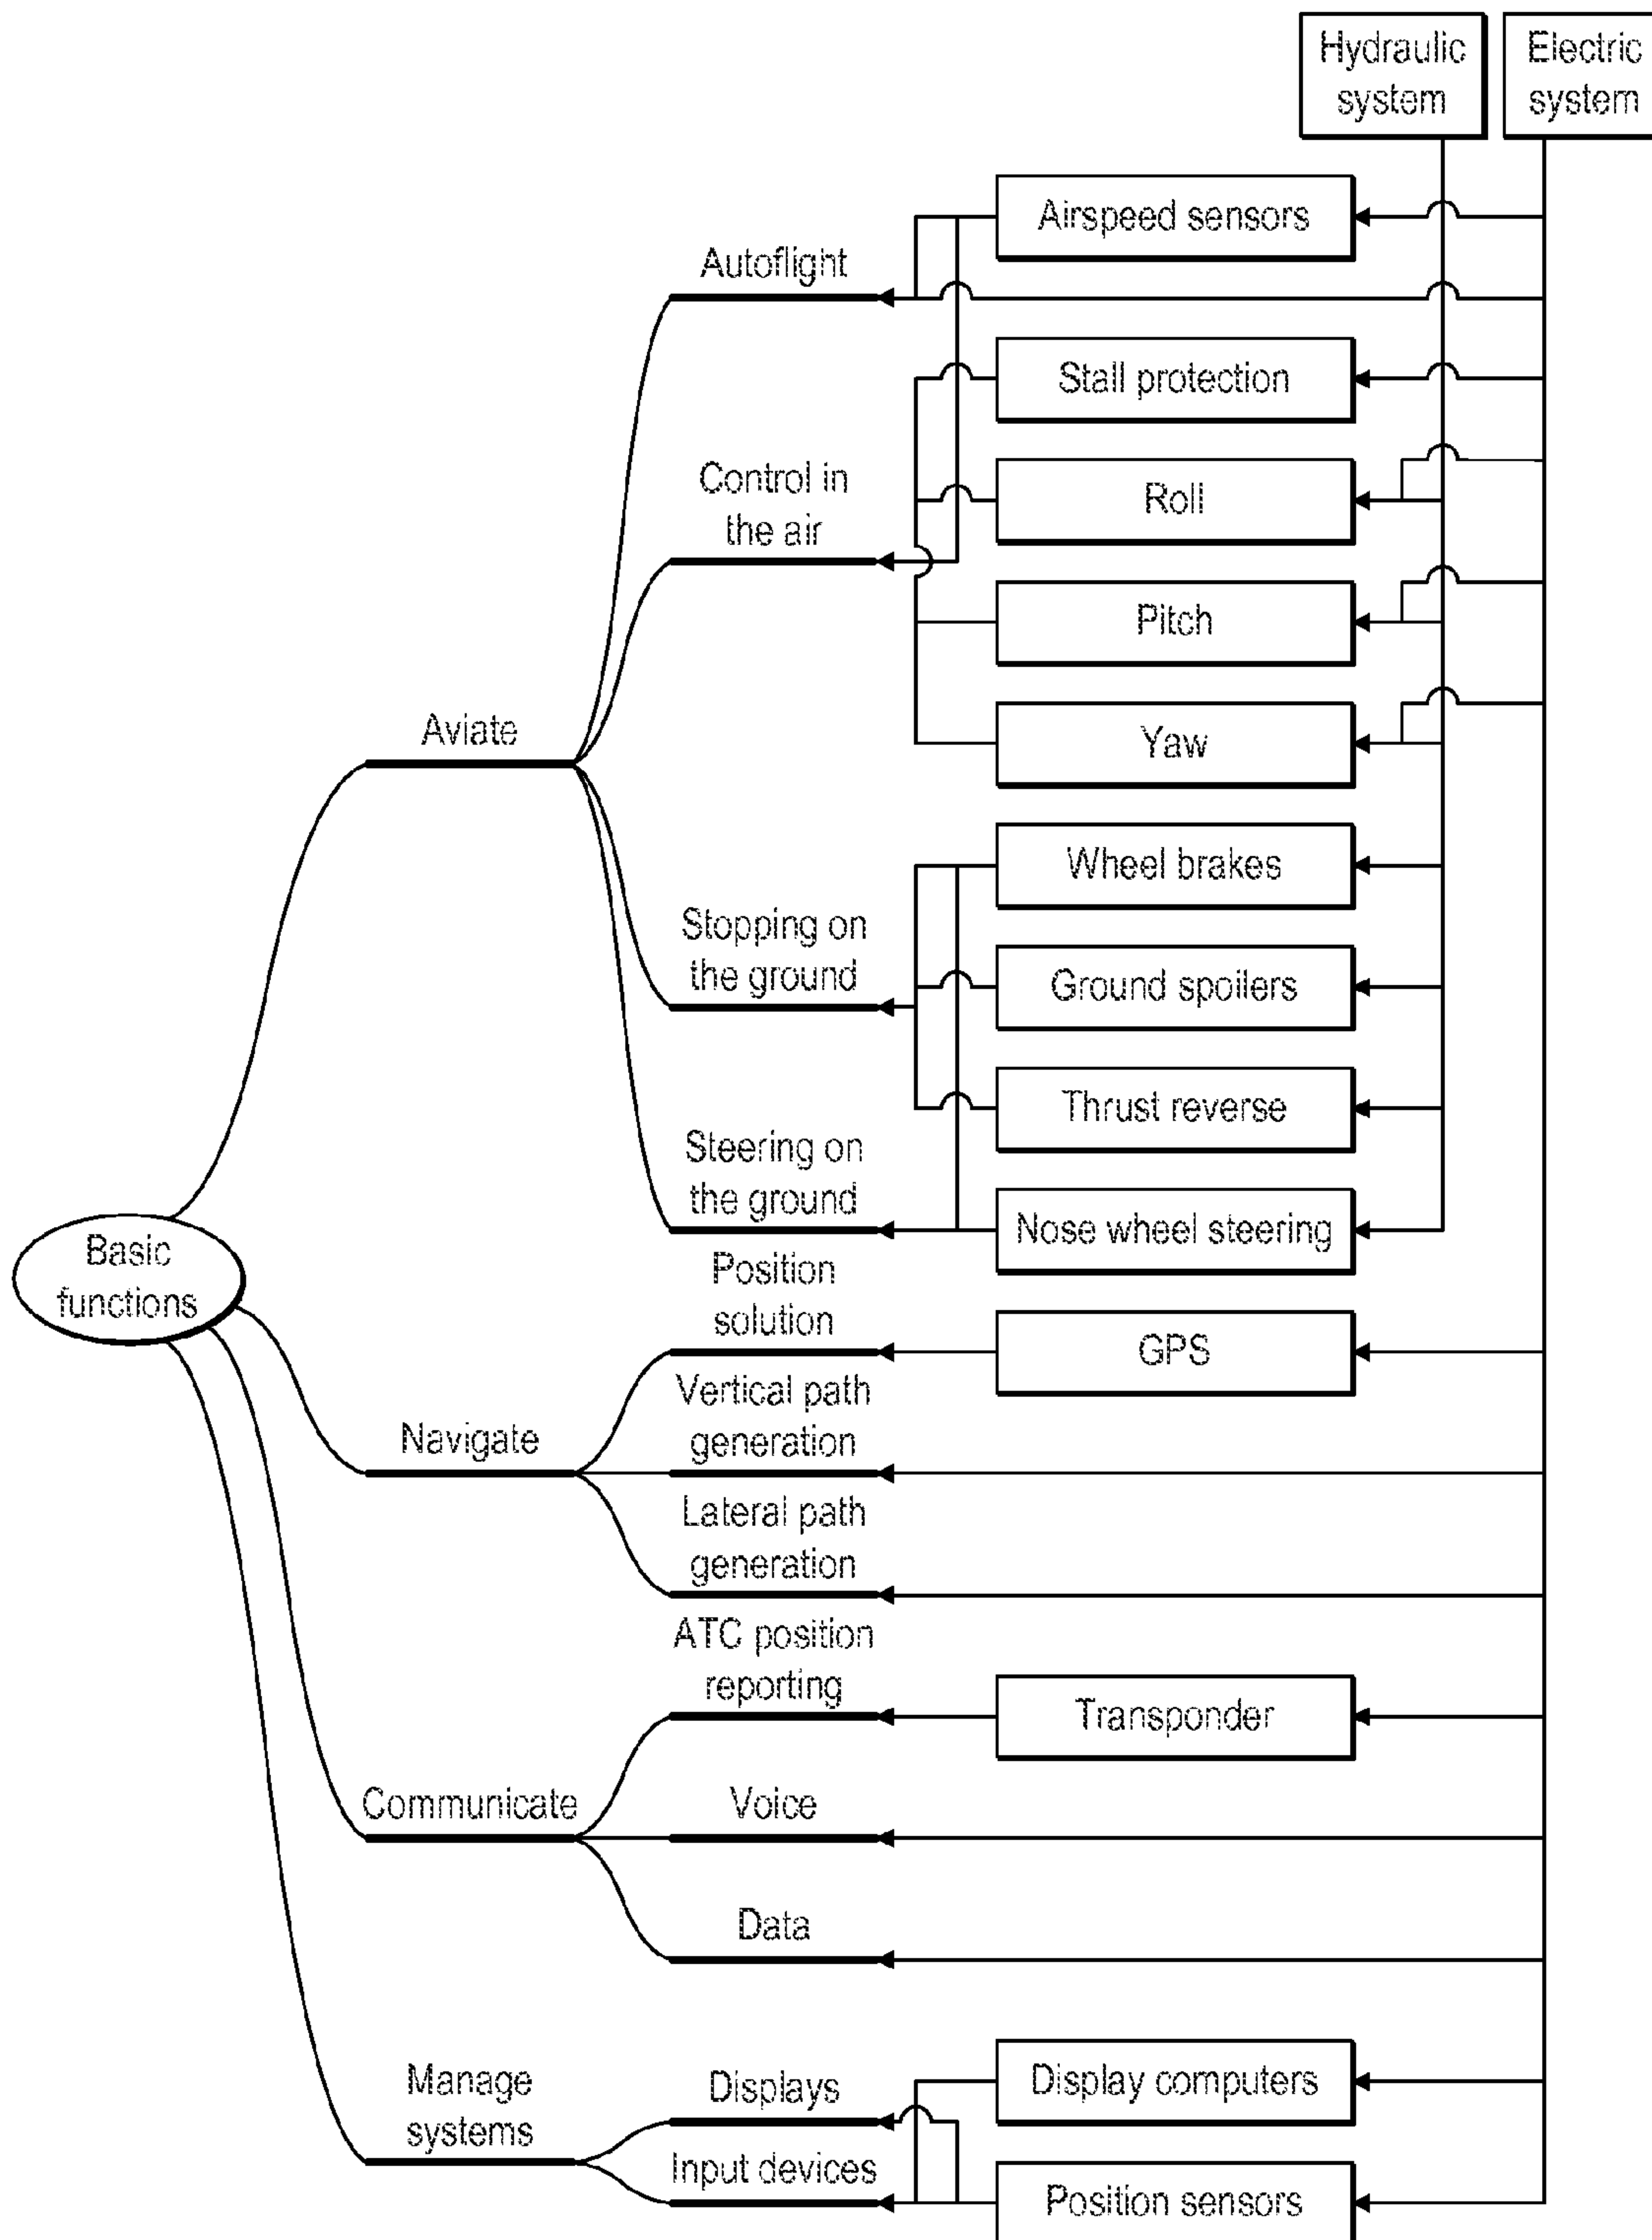 Hydraulic
system
Electric
system
Airspeed sensors
Autoflight
Stall protection
Control in
the air
Roll
Pitch
Aviate
Yaw
Wheel brakes
Stopping on
the ground
Ground spoilers
Thrust reverse
Steering on
the ground
Nose wheel steering
Basic
functions
Position
solution
GPS
Vertical path
generation
Navigate
Lateral path
generation
ATC position
reporting
Transponder
Communicate
Voice
Data
Manage
systems
Displays
Display computers
Input devices
Position sensors